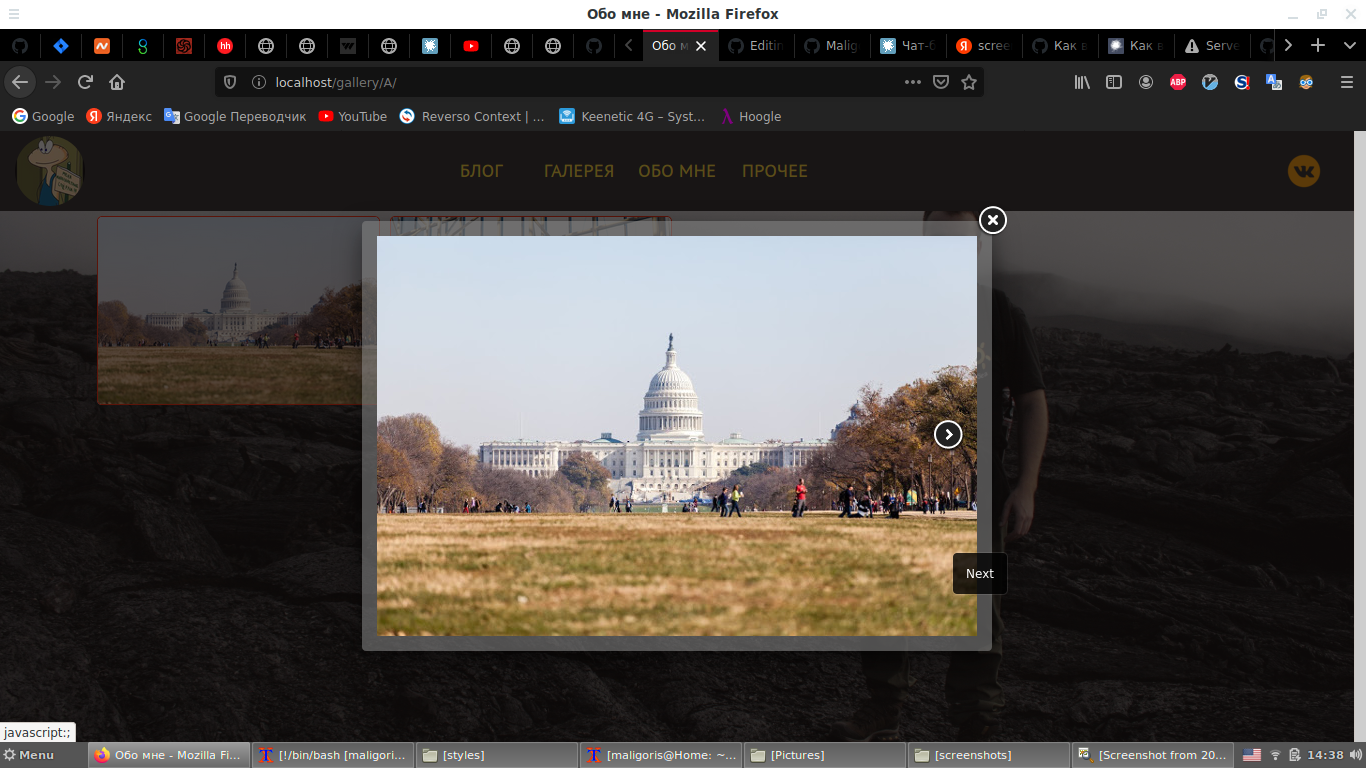 Обо мне - Mozilla Firefox
hh
Обо м
Editin
Malig
Чат-б
Я scree
Как в
Как в
Serve
localhost/gallery/A/
ABP
Google
Яндекс
Google Переводчик
YouTube
Reverso Context | ...
Keenetic 4G – Syst...
Hoogle
БЛОГ
ГАЛЕРЕЯ
ОБО МНЕ
ПРОЧЕЕ
Next
javascript:;
Menu
Обо мне - Mozilla Fi...
[!/bin/bash [maligori...
[styles]
[maligoris@Home: ~...
[Pictures]
[screenshots]
[Screenshot from 20...
14:38